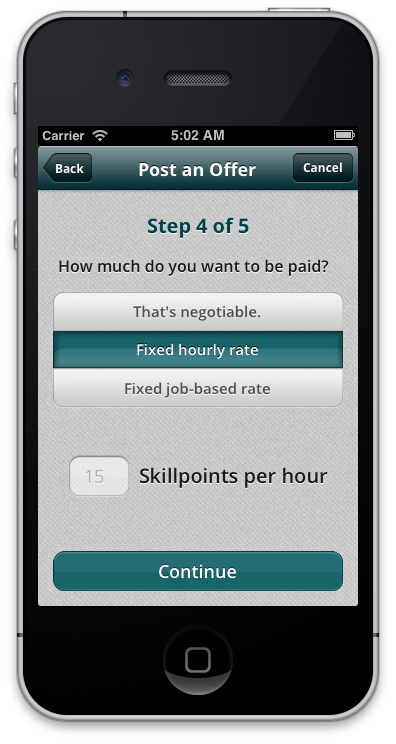 Carrier 5:02 AM
Back Post an Offer Cancel
Step 4 of 5
How much do you want to be paid?
That's negotiable.
Fixed hourly rate
Fixed job-based rate
15 Skillpoints per hour
Continue